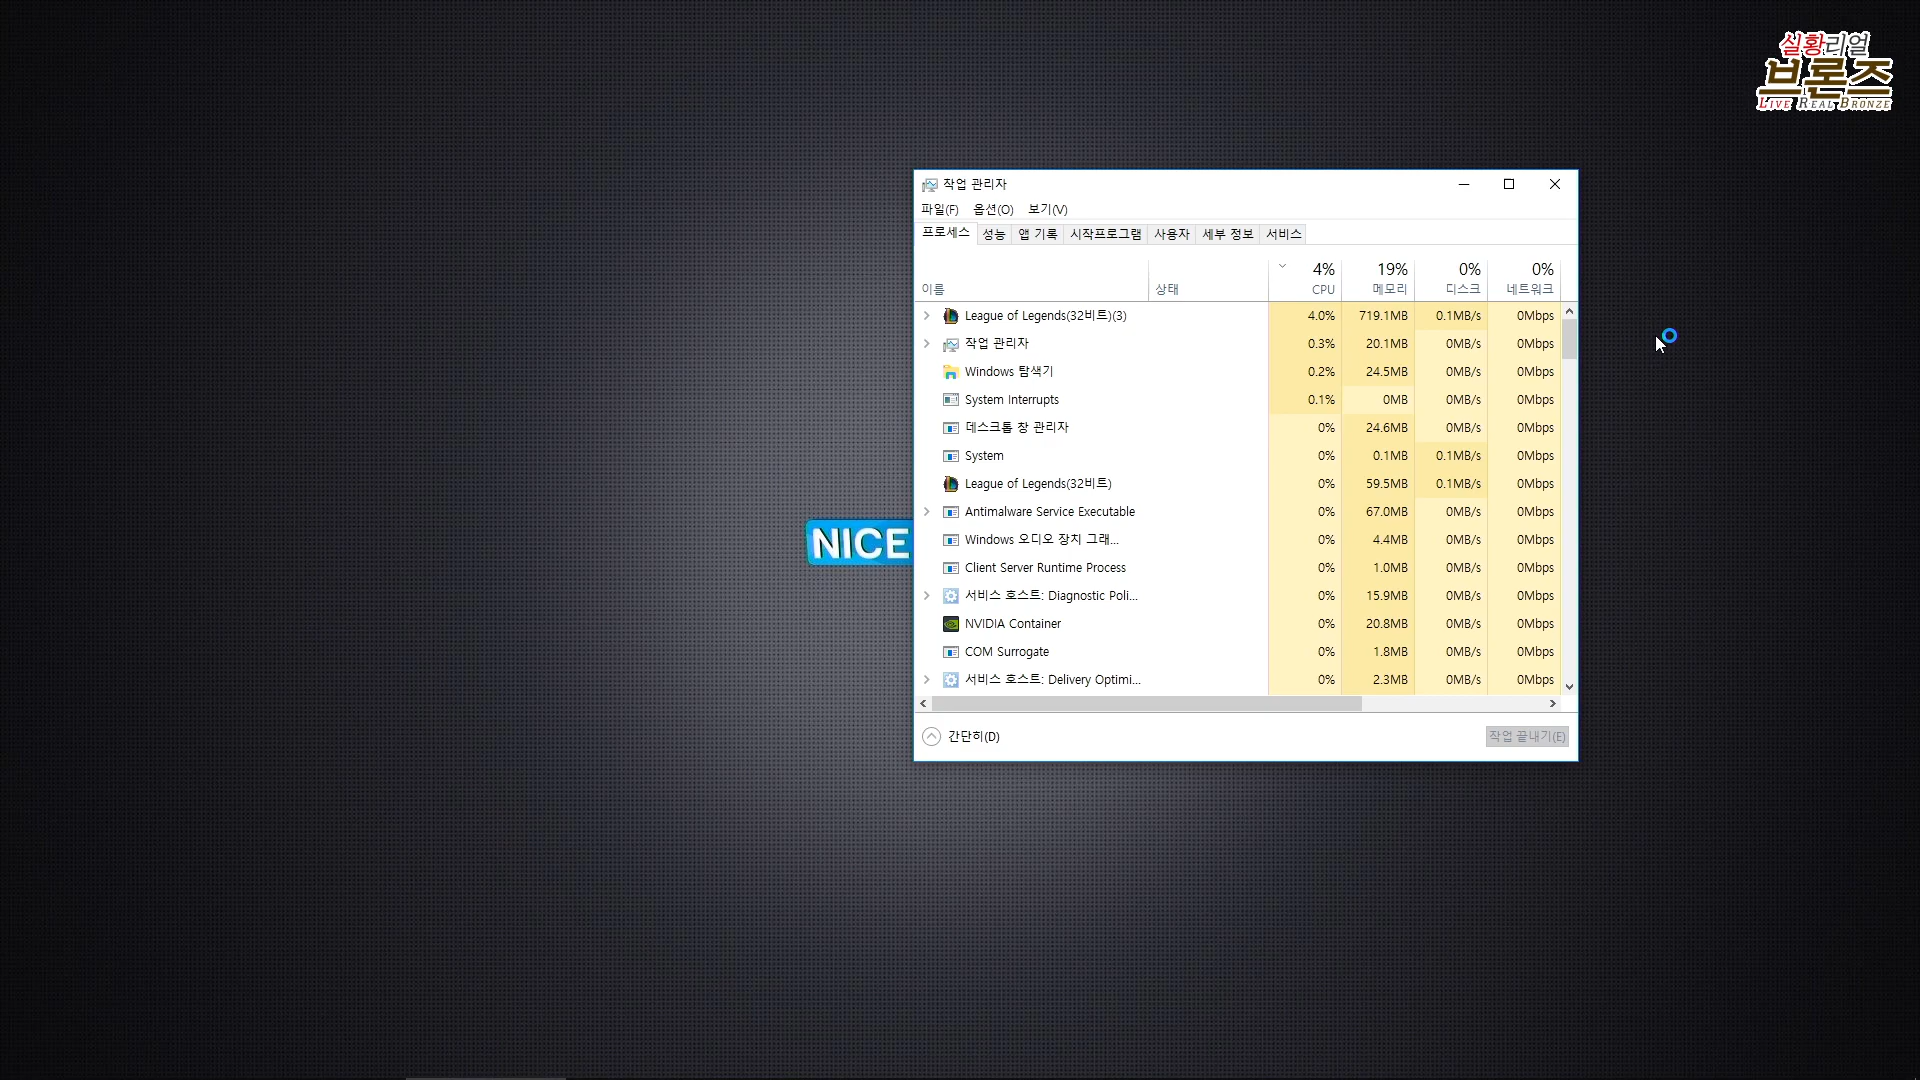 실황리얼
브론즈
LIVE REAL BRONZE
작업 관리자
파일(F) 옵션(O) 보기(V)
프로세스 성능 앱 기록 시작프로그램 사용자 세부 정보 서비스
4% 19% 0% 0%
이름 상태 CPU 메모리 디스크 네트워크
League of Legends(32비트)(3) 4.0% 719.1MB 0.1MB/s 0Mbps
작업 관리자 0.3% 20.1MB 0MB/s 0Mbps
Windows 탐색기 0.2% 24.5MB 0MB/s 0Mbps
System Interrupts 0.1% 0MB 0MB/s 0Mbps
데스크톱 창 관리자 0% 24.6MB 0MB/s 0Mbps
System 0% 0.1MB 0.1MB/s 0Mbps
League of Legends(32비트) 0% 59.5MB 0.1MB/s 0Mbps
Antimalware Service Executable 0% 67.0MB 0MB/s 0Mbps
NICE
Windows 오디오 장치 그래... 0% 4.4MB 0MB/s 0Mbps
Client Server Runtime Process 0% 1.0MB 0MB/s 0Mbps
서비스 호스트: Diagnostic Poli... 0% 15.9MB 0MB/s 0Mbps
NVIDIA Container 0% 20.8MB 0MB/s 0Mbps
COM Surrogate 0% 1.8MB 0MB/s 0Mbps
서비스 호스트: Delivery Optimi... 0% 2.3MB 0MB/s 0Mbps
간단히(D) 작업 끝내기(E)